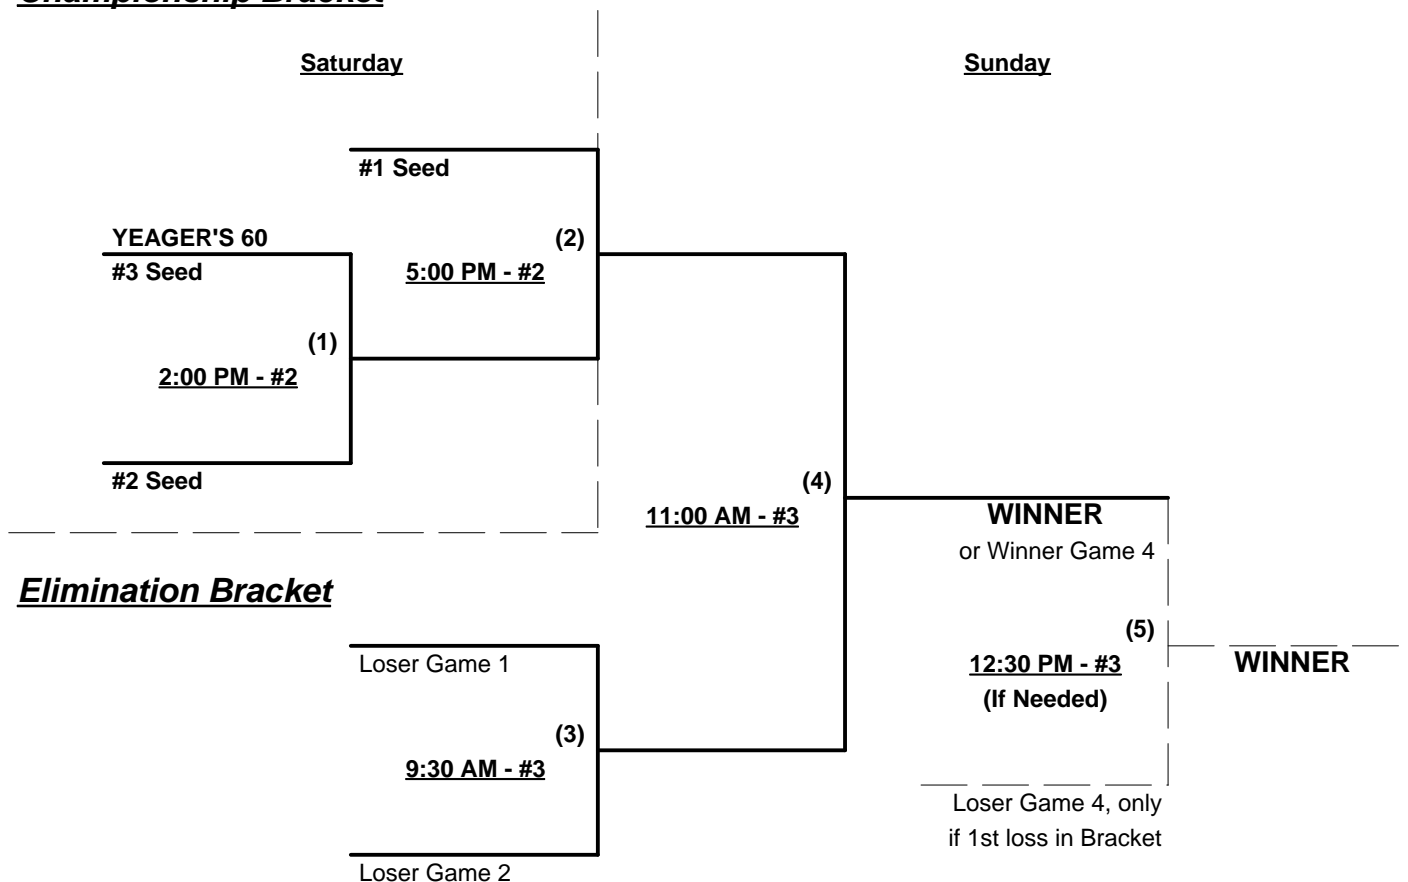 Championship Bracket
Saturday
Sunday
#1 Seed
YEAGER'S 60
(2)
#3 Seed
5:00 PM - #2
(1)
2:00 PM - #2
#2 Seed
(4)
11:00 AM - #3
WINNER
or Winner Game 4
Elimination Bracket
(5)
Loser Game 1
12:30 PM - #3
WINNER
(If Needed)
(3)
9:30 AM - #3
Loser Game 4, only
if 1st loss in Bracket
Loser Game 2